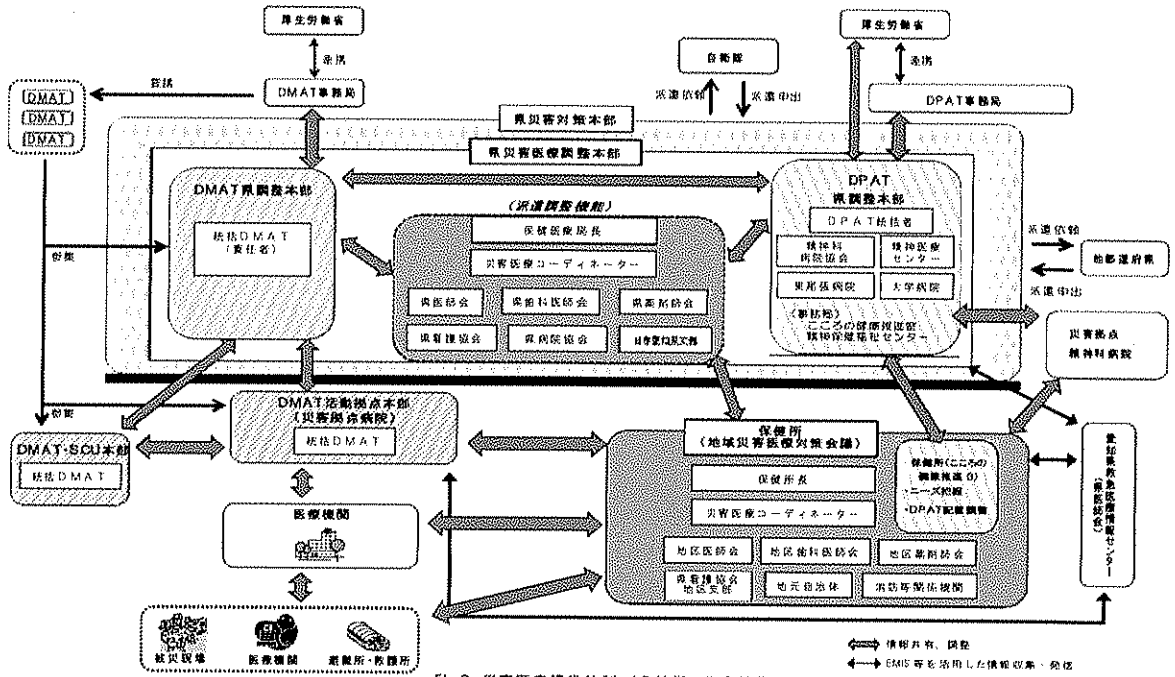 厚生労働省
連携
DMAT事務局
DMAT
DMAT
DMAT
自衛隊
派遣依頼
派遣申出
厚生労働省
連携
DPAT事務局
県災害対策本部
県災害医療調整本部
DMAT県調整本部
統括DMAT
(責任者)
(派遣調整機能)
保健医療局長
災害医療コーディネーター
県医師会
県歯科医師会
県薬剤師会
県看護協会
県病院協会
DPAT
県調整本部
DPAT統括者
精神科
病院協会
精神医療
センター
東尾張病院
大学病院
(事務局)
こころの健康推進室
精神保健福祉センター
派遣依頼
派遣申出
他都道府県
災害拠点
精神科病院
参集
参集
DMAT・SCU本部
統括DMAT
DMAT活動拠点本部
(災害拠点病院)
統括DMAT
保健所
(地域災害医療対策会議)
保健所長
災害医療コーディネーター
地区医師会
地区歯科医師会
地区薬剤師会
県看護協会
地区支部
地元自治体
消防等関係機関
保健所(こころの
・ニーズ把握
・DPAT配置調整
愛知県救急医療情報センター
(県医師会)
医療機関
被災現場
医療機関
避難所・救護所
情報共有、調整
EMIS等を活用した情報収集・発信